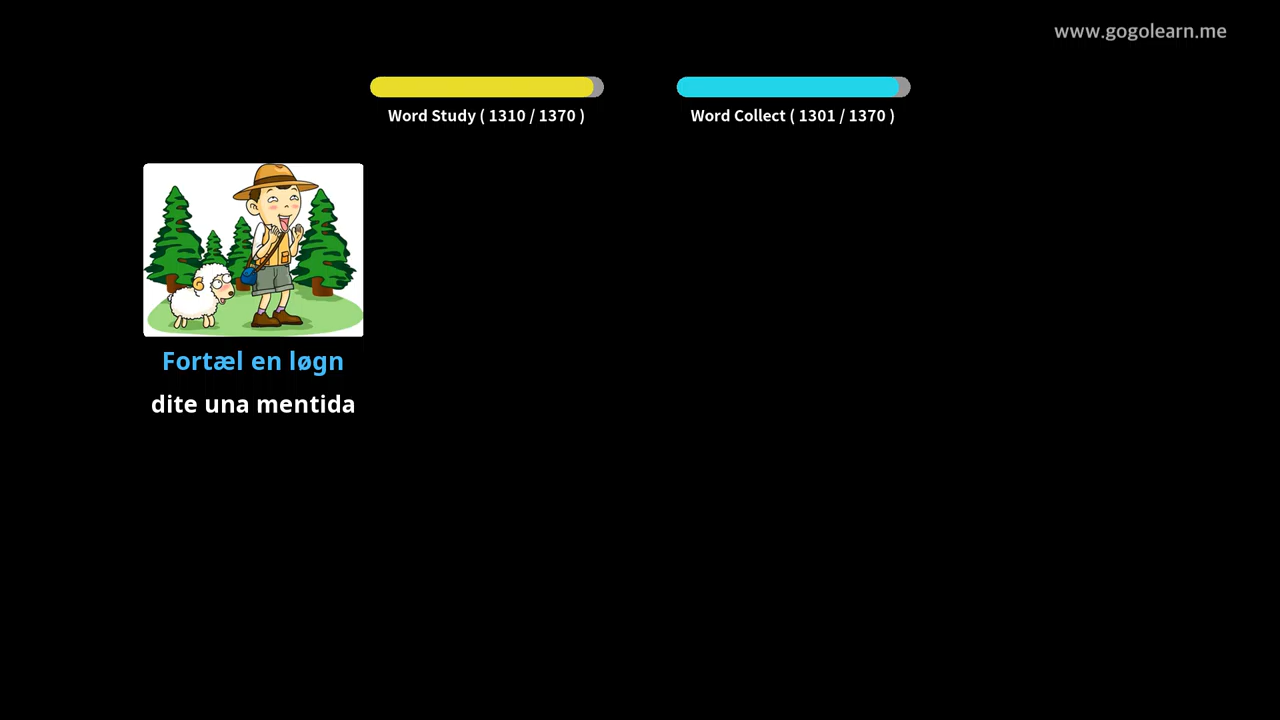 www.gogolearn.me
Word Study ( 1310 / 1370 )
Word Collect ( 1301 / 1370 )
Fortæl en løgn
dite una mentida